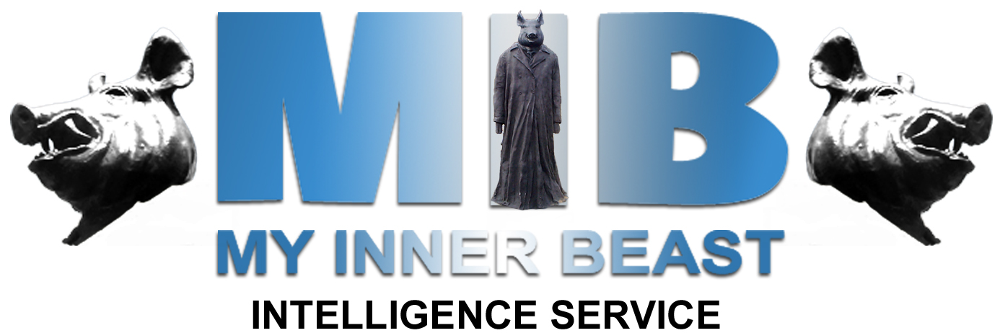 MIB
MY INNER BEAST
INTELLIGENCE SERVICE